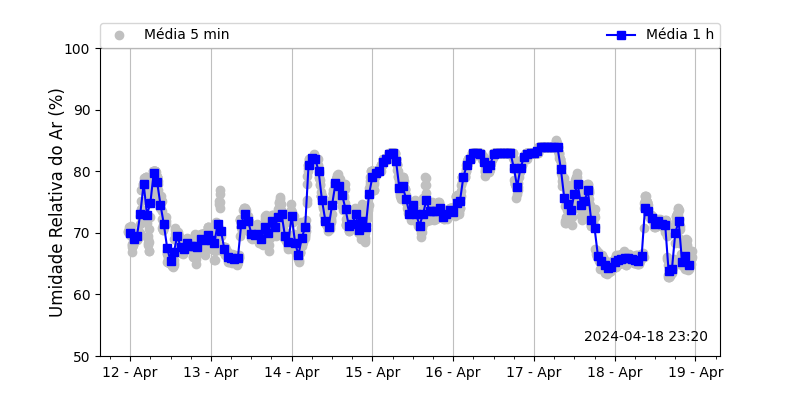 Média 5 min
Média 1 h
Umidade Relativa do Ar (%)
100
90
80
70
60
50
2024-04-18 23:20
12 - Apr
13 - Apr
14 - Apr
15 - Apr
16 - Apr
17 - Apr
18 - Apr
19 - Apr